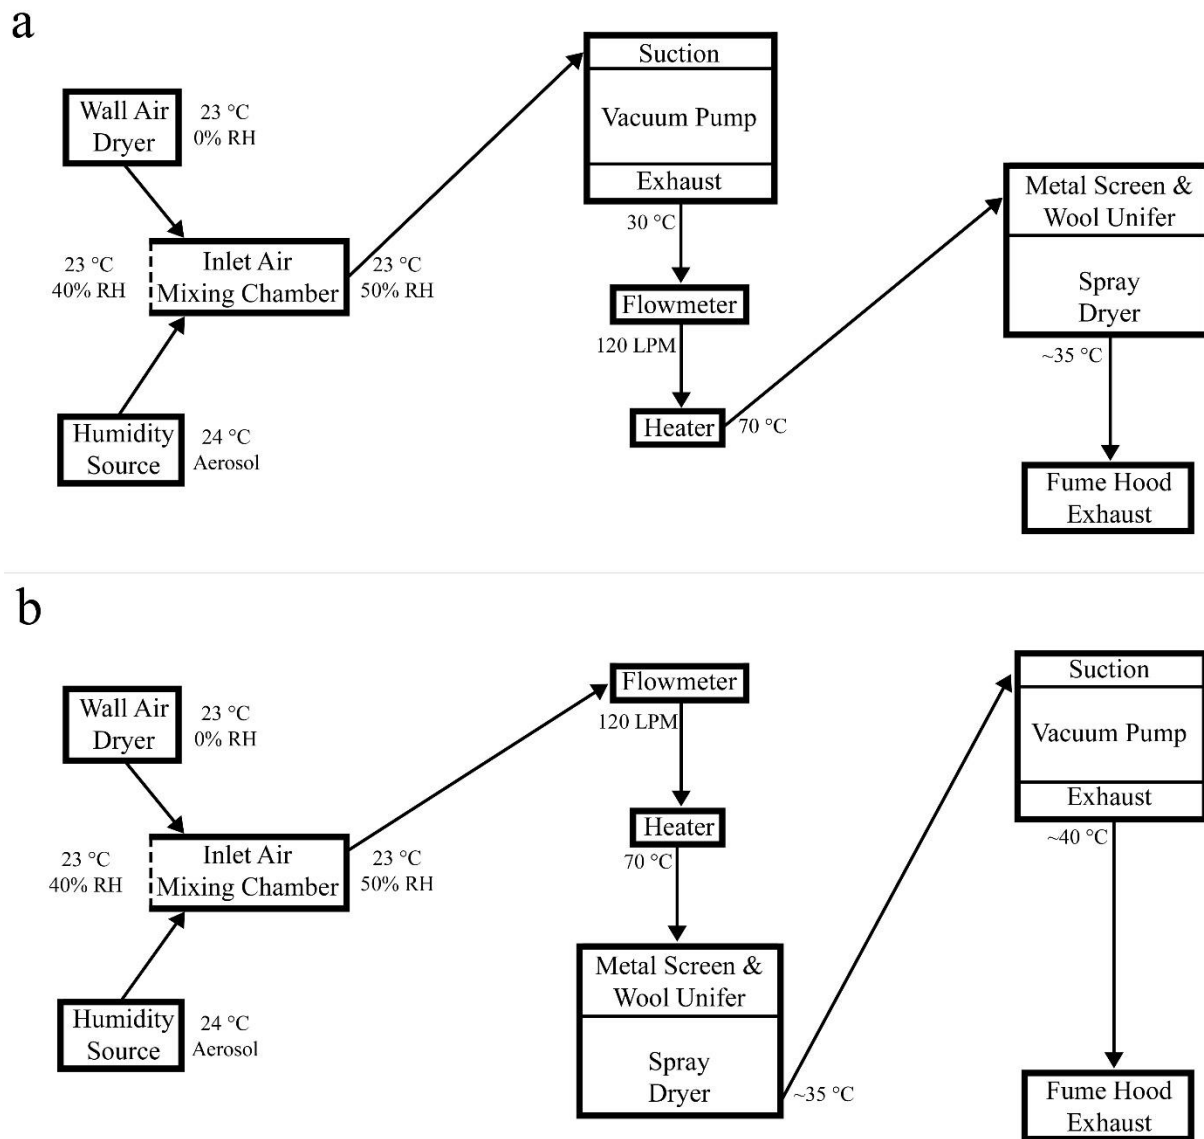 a
Wall Air
Dryer
23 °C
0% RH
23 °C
40% RH
Inlet Air
Mixing Chamber
23 °C
50% RH
Humidity
Source
24 °C
Aerosol
Suction
Vacuum Pump
Exhaust
30 °C
Flowmeter
120 LPM
Heater
70 °C
Metal Screen &
Wool Unifer
Spray
Dryer
~35 °C
Fume Hood
Exhaust
b
Wall Air
Dryer
23 °C
0% RH
23 °C
40% RH
Inlet Air
Mixing Chamber
23 °C
50% RH
Humidity
Source
24 °C
Aerosol
Flowmeter
120 LPM
Heater
70 °C
Metal Screen &
Wool Unifer
Spray
Dryer
~35 °C
Suction
Vacuum Pump
Exhaust
~40 °C
Fume Hood
Exhaust